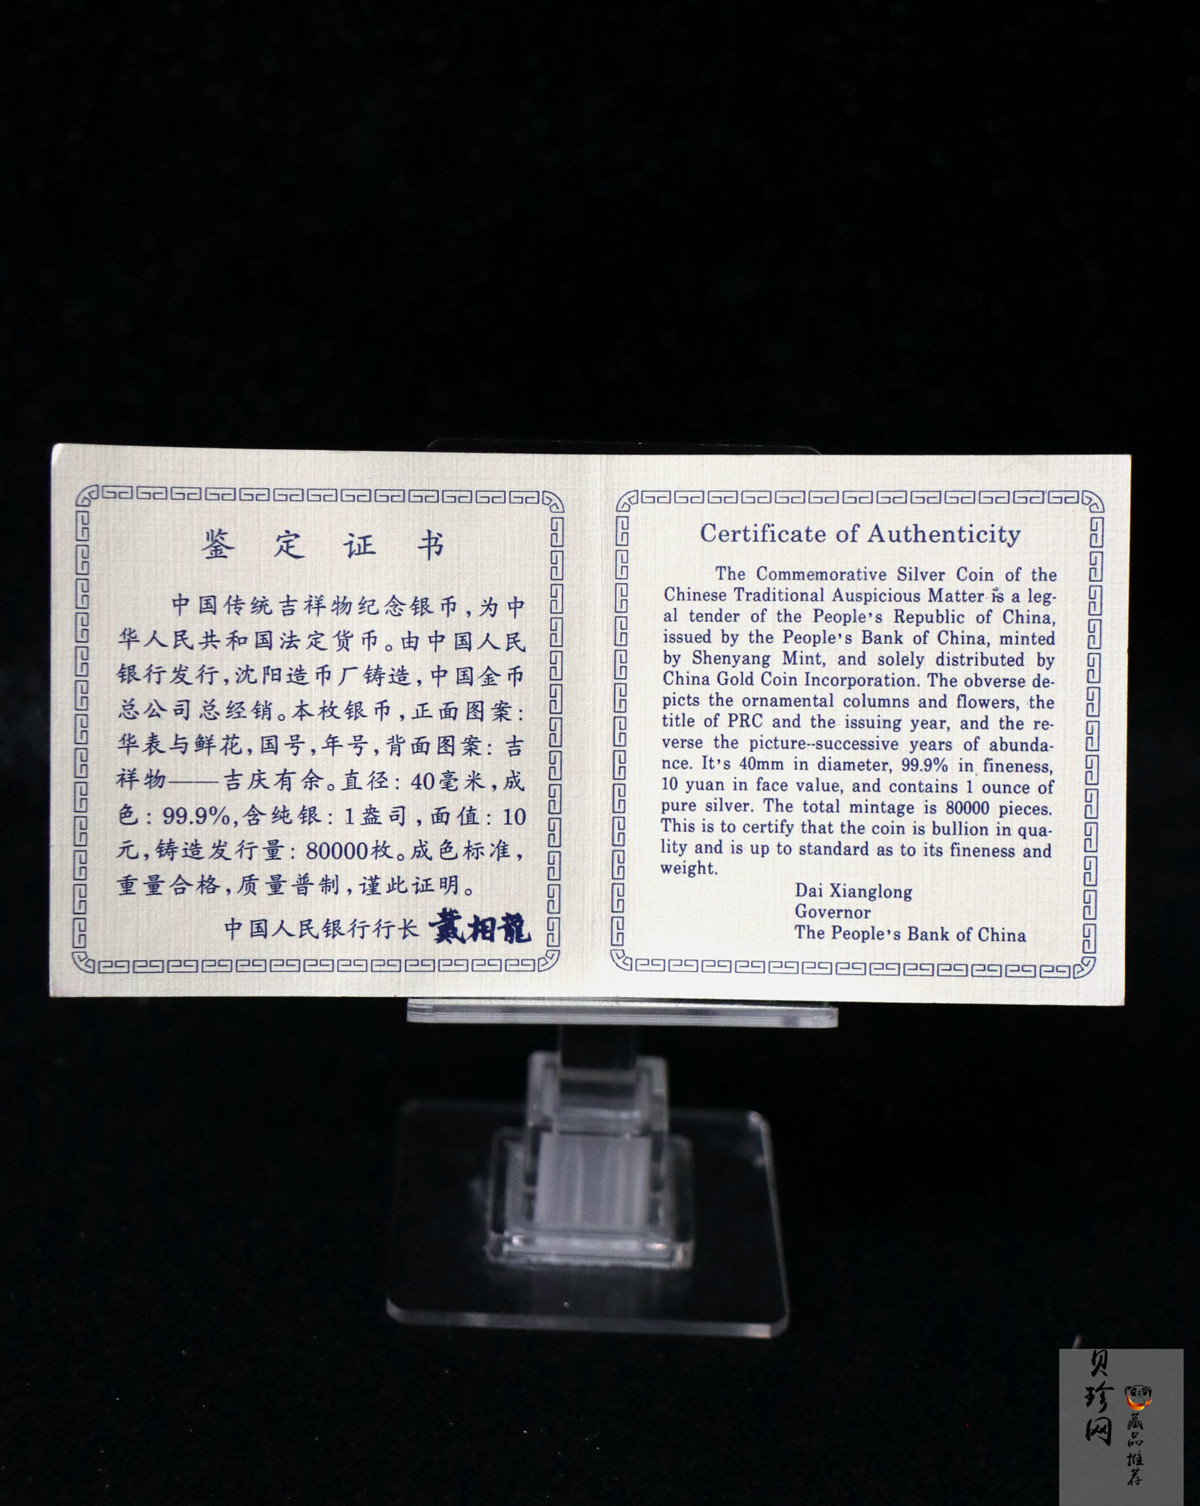 鉴定证书
中国传统吉祥物纪念银币,为中
华人民共和国法定货币。由中国人民
银行发行,沈阳造币厂铸造,中国金币
总公司总经销。本枚银币,正面图案:
华表与鲜花,国号,年号,背面图案:吉
祥物——吉庆有余。直径:40毫米,成
色:99.9%,含纯银:1盎司,面值:10
元,铸造发行量:80000枚。成色标准,
重量合格,质量普制,谨此证明。
中国人民银行行长 戴相龍
Certificate of Authenticity
The Commemorative Silver Coin of the
Chinese Traditional Auspicious Matter is a leg-
al tender of the People's Republic of China,
issued by the People's Bank of China, minted
by Shenyang Mint, and solely distributed by
China Gold Coin Incorporation. The obverse de-
picts the ornamental columns and flowers, the
title of PRC and the issuing year, and the re-
verse the picture--successive years of abunda-
nce. It's 40mm in diameter, 99.9% in fineness,
10 yuan in face value, and contains 1 ounce of
pure silver. The total mintage is 80000 pieces.
This is to certify that the coin is bullion in qua-
lity and is up to standard as to its fineness and
weight.
Dai Xianglong
Governor
The People's Bank of China
贝珍网
藏品推荐